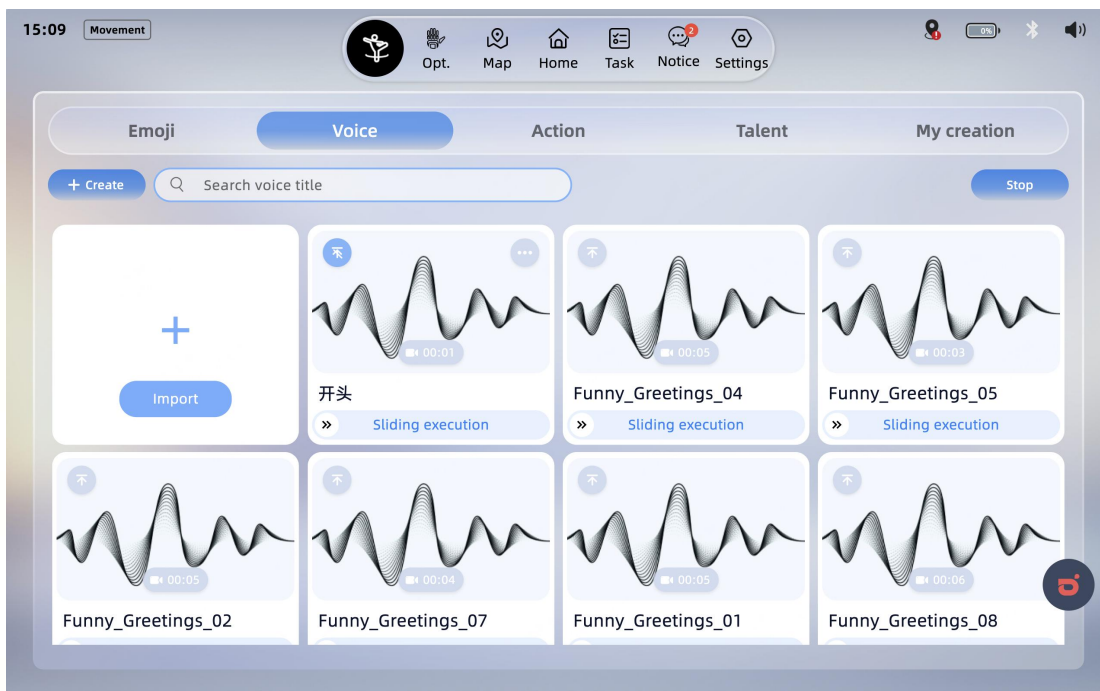 15:09 Movement
0%
Opt. Map Home Task Notice Settings
2
Emoji Voice Action Talent My creation
+ Create
Search voice title
Stop
Import
00:01
开头
Sliding execution
00:05
Funny_Greetings_04
Sliding execution
00:03
Funny_Greetings_05
Sliding execution
00:05
Funny_Greetings_02
00:04
Funny_Greetings_07
00:05
Funny_Greetings_01
00:06
Funny_Greetings_08